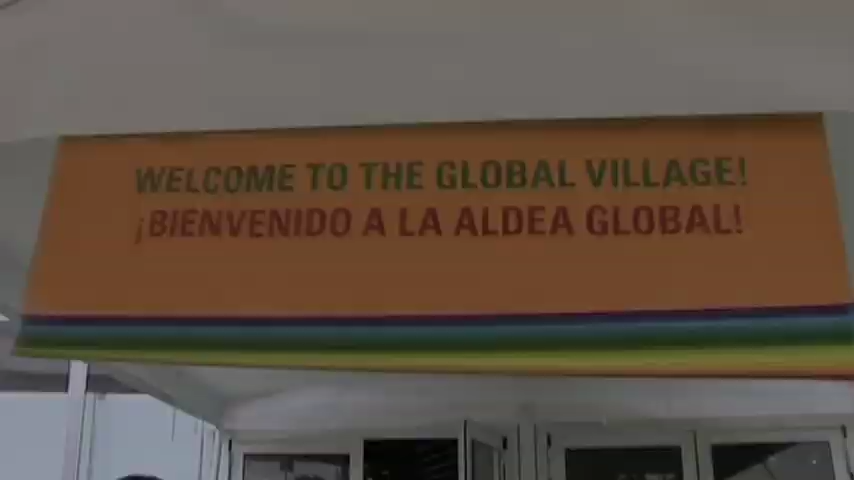 WELCOME TO THE GLOBAL VILLAGE!
¡BIENVENIDO A LA ALDEA GLOBAL!